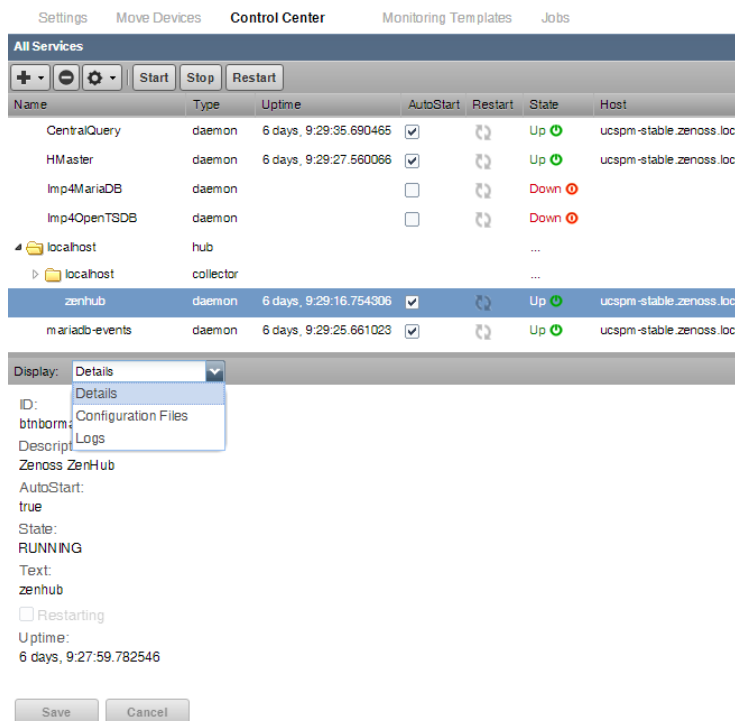 Settings Move Devices Control Center Monitoring Templates Jobs
All Services
Start Stop Restart
Name Type Uptime AutoStart Restart State Host
CentralQuery daemon 6 days, 9:29:35.690465 Up ucspm-stable.zenoss.loc
HMaster daemon 6 days, 9:29:27.560066 Up ucspm-stable.zenoss.loc
Imp4MariaDB daemon Down
Imp4OpenTSDB daemon Down
localhost hub ...
localhost collector ...
zenhub daemon 6 days, 9:29:16.754306 Up ucspm-stable.zenoss.loc
mariadb-events daemon 6 days, 9:29:25.661023 Up ucspm-stable.zenoss.loc
Display: Details
Details
Configuration Files
Logs
ID:
btnborma
Descript
Zenoss ZenHub
AutoStart:
true
State:
RUNNING
Text:
zenhub
Restarting
Uptime:
6 days, 9:27:59.782546
Save Cancel